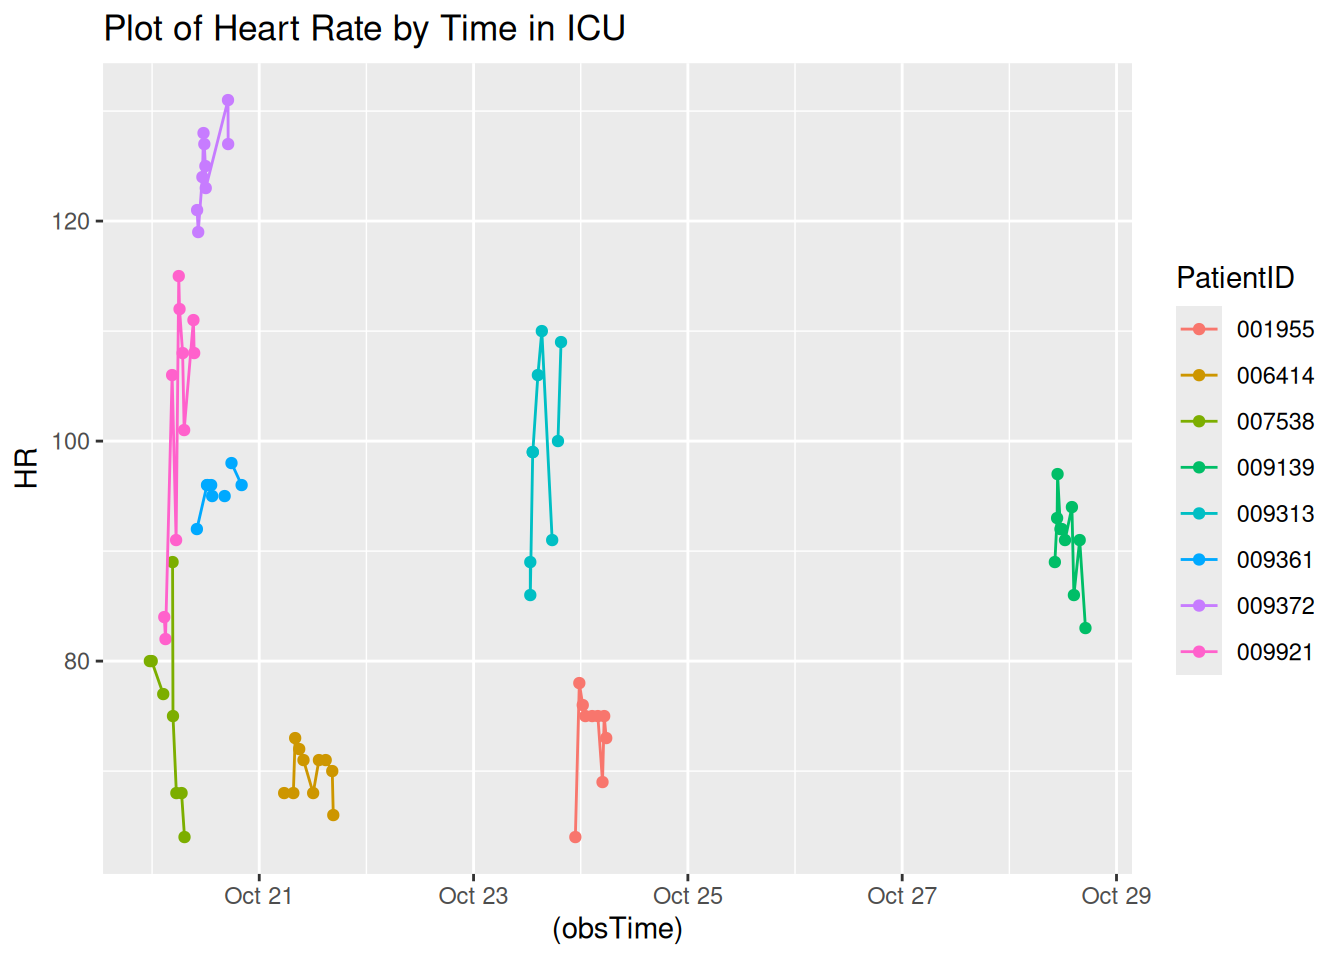 Plot of Heart Rate by Time in ICU
HR
120
100
80
Oct 21
Oct 23
Oct 25
Oct 27
Oct 29
(obsTime)
PatientID
001955
006414
007538
009139
009313
009361
009372
009921